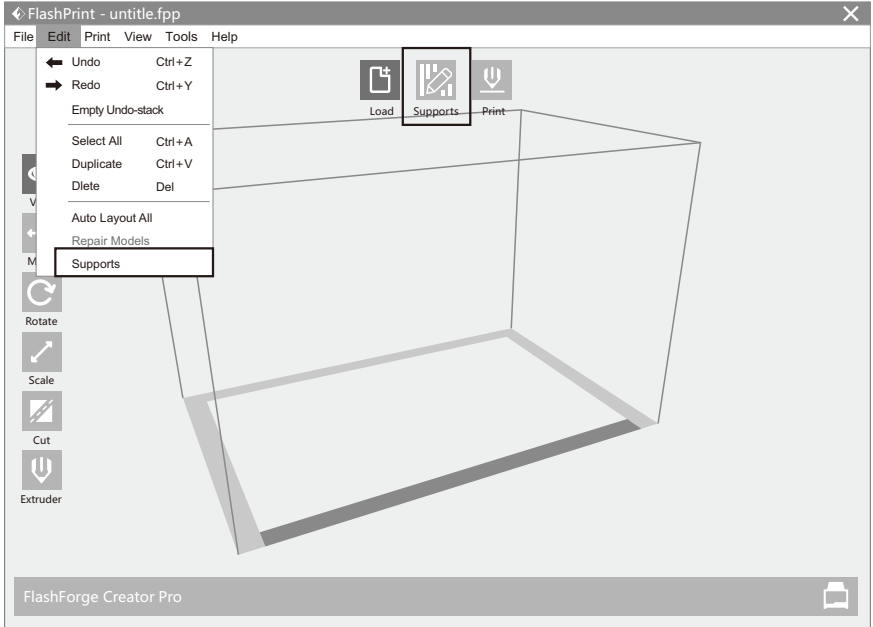 FlashPrint - untitle.fpp
File Edit Print View Tools Help
Undo Ctrl+Z
Redo Ctrl+Y
Empty Undo-stack
Select All Ctrl+A
Duplicate Ctrl+V
Dlete Del
Auto Layout All
Repair Models
Supports
Load Supports Print
V
M
Rotate
Scale
Cut
Extruder
FlashForge Creator Pro